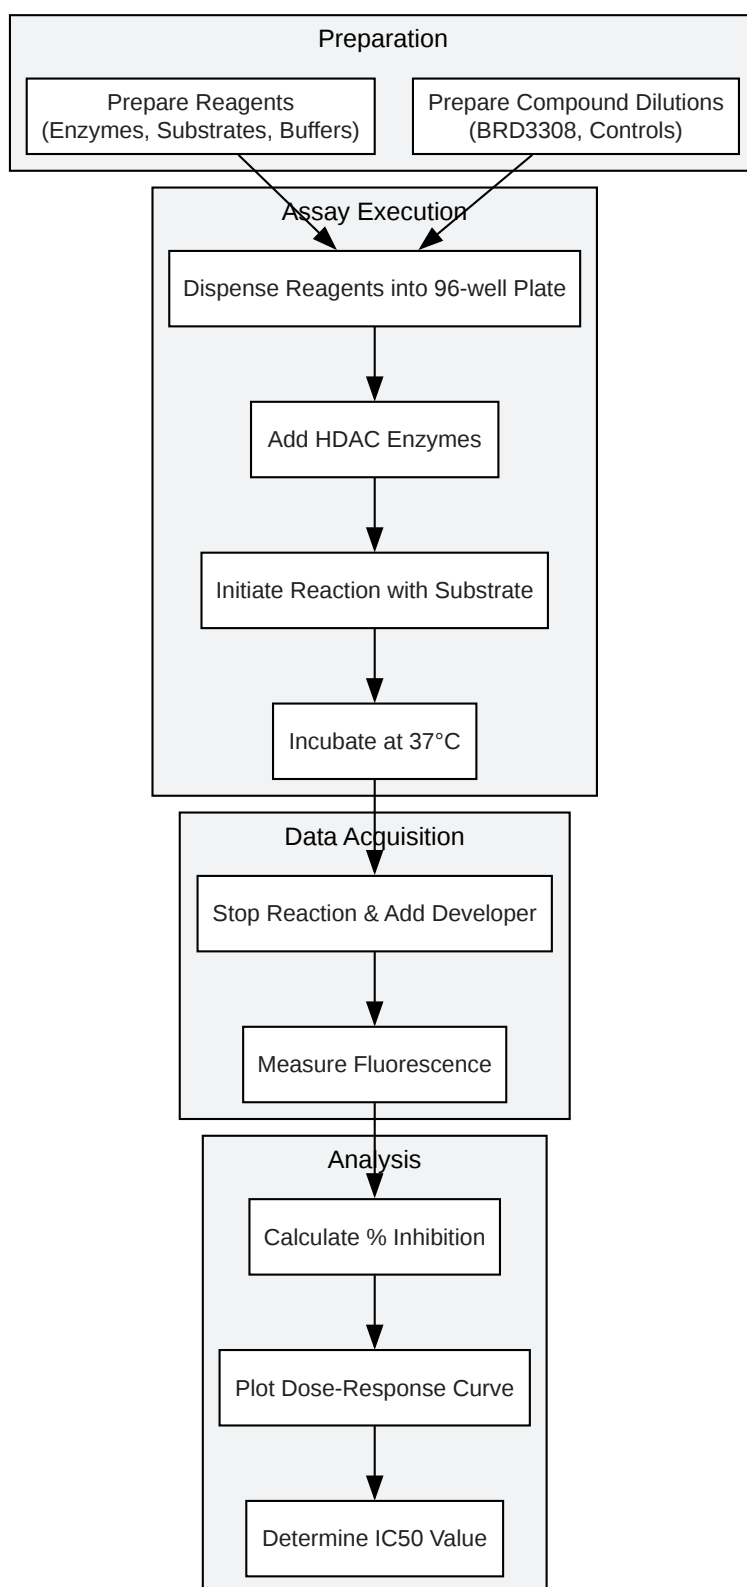 Preparation
Prepare Reagents
(Enzymes, Substrates, Buffers)
Prepare Compound Dilutions
(BRD3308, Controls)
Assay Execution
Dispense Reagents into 96-well Plate
Add HDAC Enzymes
Initiate Reaction with Substrate
Incubate at 37°C
Data Acquisition
Stop Reaction & Add Developer
Measure Fluorescence
Analysis
Calculate % Inhibition
Plot Dose-Response Curve
Determine IC50 Value